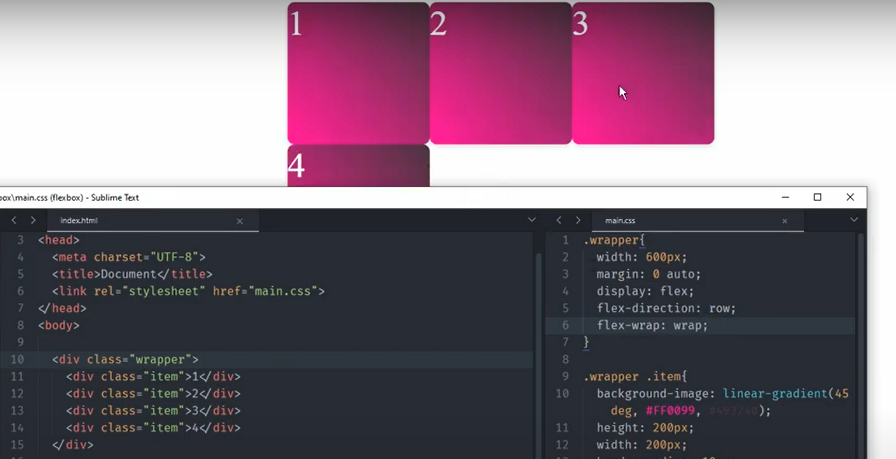 1
2
3
4
box\main.css (flexbox) - Sublime Text
index.html
3 <head>
4 <meta charset="UTF-8">
5 <title>Document</title>
6 <link rel="stylesheet" href="main.css">
7 </head>
8 <body>
9
10 <div class="wrapper">
11 <div class="item">1</div>
12 <div class="item">2</div>
13 <div class="item">3</div>
14 <div class="item">4</div>
15 </div>
main.css
1 .wrapper{
2 width: 600px;
3 margin: 0 auto;
4 display: flex;
5 flex-direction: row;
6 flex-wrap: wrap;
7 }
8
9 .wrapper .item{
10 background-image: linear-gradient(45
deg, #FF0099, );
11 height: 200px;
12 width: 200px;